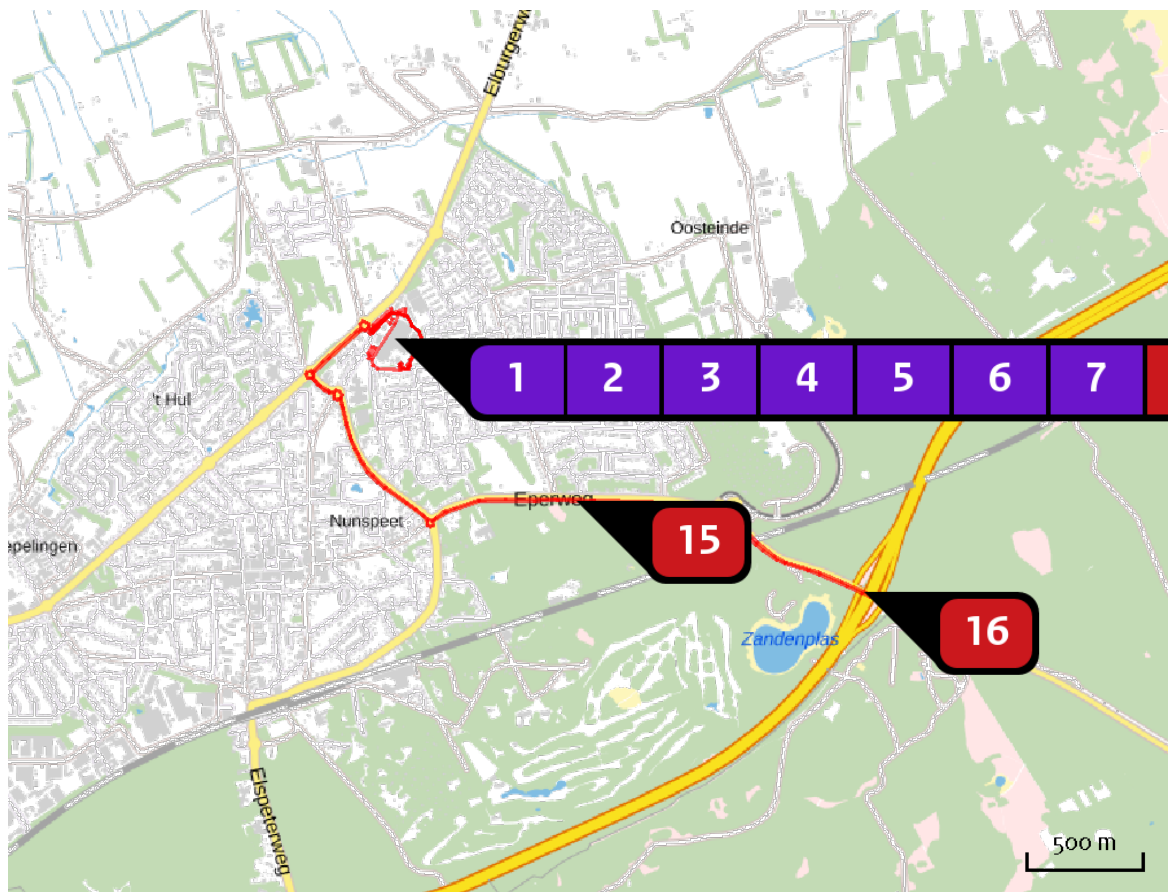 Elburgerw
Oosteinde
1 2 3 4 5 6 7
't Hul
Eperweg
Nunspeet
15
epelingen
16
Zandenplas
Elspeterweg
500 m